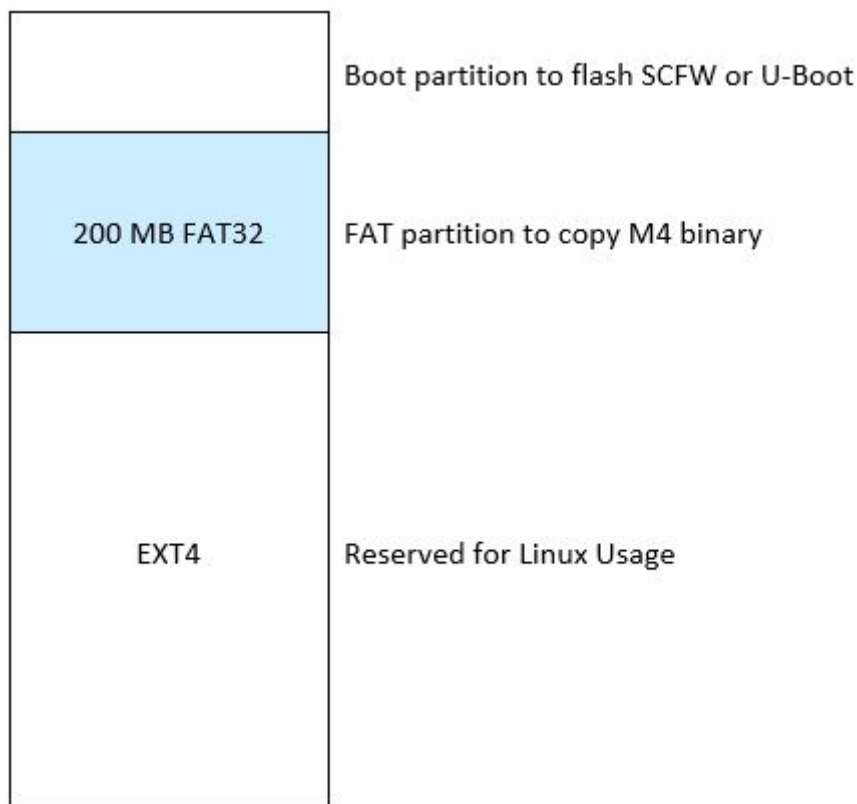 Boot partition to flash SCFW or U-Boot
200 MB FAT32
FAT partition to copy M4 binary
EXT4
Reserved for Linux Usage